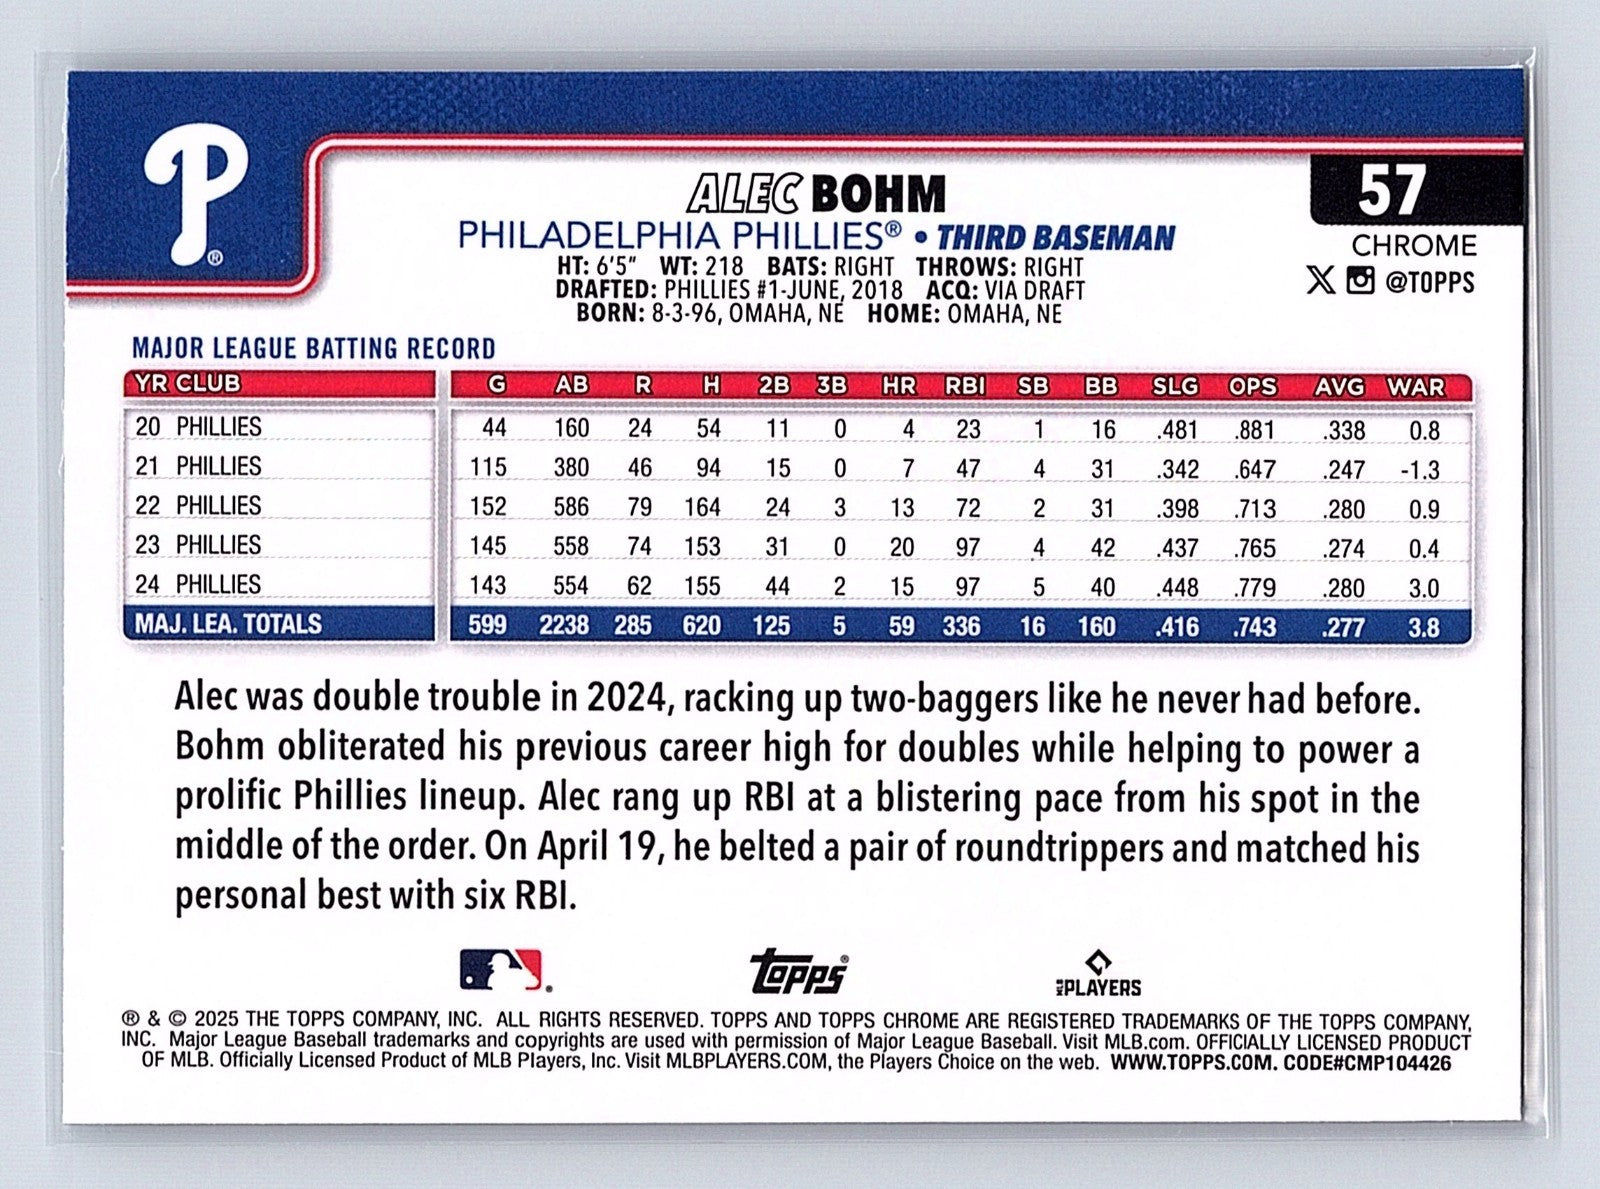 P®
ALEC BOHM
57
PHILADELPHIA PHILLIES® • THIRD BASEMAN
CHROME
HT: 6'5" WT: 218 BATS: RIGHT THROWS: RIGHT
@TOPPS
DRAFTED: PHILLIES #1-JUNE, 2018 ACQ: VIA DRAFT
BORN: 8-3-96, OMAHA, NE HOME: OMAHA, NE
MAJOR LEAGUE BATTING RECORD
YR CLUB G AB R H 2B 3B HR RBI SB BB SLG OPS AVG WAR
20 PHILLIES 44 160 24 54 11 0 4 23 1 16 .481 .881 .338 0.8
21 PHILLIES 115 380 46 94 15 0 7 47 4 31 .342 .647 .247 -1.3
22 PHILLIES 152 586 79 164 24 3 13 72 2 31 .398 .713 .280 0.9
23 PHILLIES 145 558 74 153 31 0 20 97 4 42 .437 .765 .274 0.4
24 PHILLIES 143 554 62 155 44 2 15 97 5 40 .448 .779 .280 3.0
MAJ. LEA. TOTALS 599 2238 285 620 125 5 59 336 16 160 .416 .743 .277 3.8
Alec was double trouble in 2024, racking up two-baggers like he never had before.
Bohm obliterated his previous career high for doubles while helping to power a
prolific Phillies lineup. Alec rang up RBI at a blistering pace from his spot in the
middle of the order. On April 19, he belted a pair of roundtrippers and matched his
personal best with six RBI.
Topps®
MLB PLAYERS
® & © 2025 THE TOPPS COMPANY, INC. ALL RIGHTS RESERVED. TOPPS AND TOPPS CHROME ARE REGISTERED TRADEMARKS OF THE TOPPS COMPANY,
INC. Major League Baseball trademarks and copyrights are used with permission of Major League Baseball. Visit MLB.com. OFFICIALLY LICENSED PRODUCT
OF MLB. Officially Licensed Product of MLB Players, Inc. Visit MLBPLAYERS.COM, the Players Choice on the web. WWW.TOPPS.COM. CODE#CMP104426